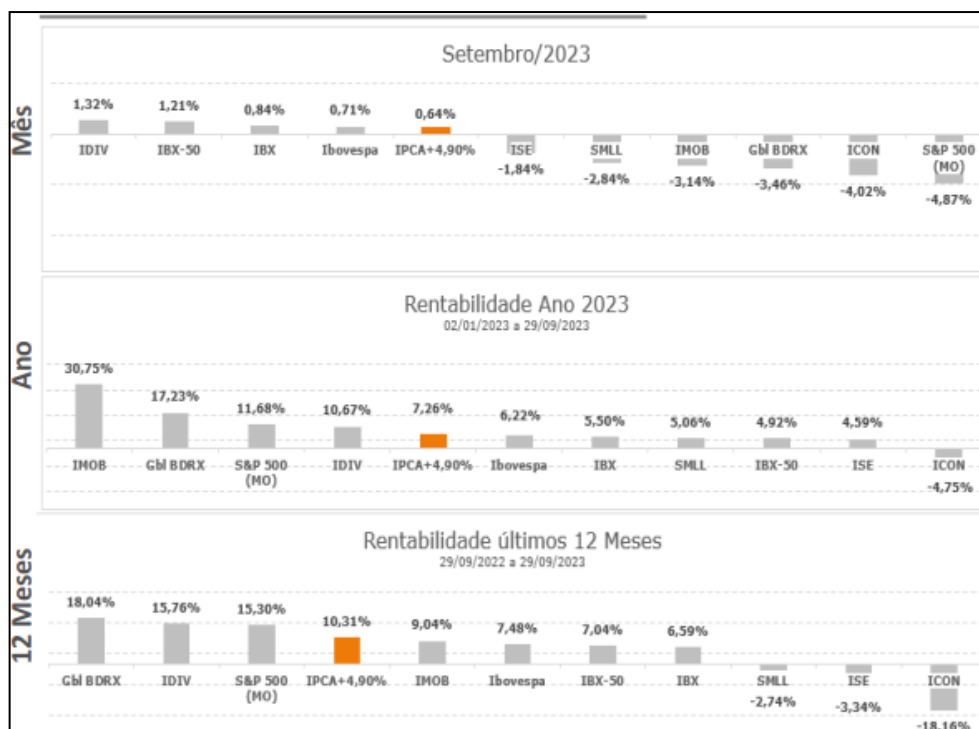 Mês
Setembro/2023
1,32% 1,21% 0,84% 0,71% 0,64%
IDIV IBX-50 IBX Ibovespa IPCA+4,90% ISE SMLL IMOB Gbl BDRX ICON S&P 500 (MO)
-1,84% -2,84% -3,14% -3,46% -4,02% -4,87%
Ano
Rentabilidade Ano 2023
02/01/2023 a 29/09/2023
30,75% 17,23% 11,68% 10,67% 7,26% 6,22% 5,50% 5,06% 4,92% 4,59%
IMOB Gbl BDRX S&P 500 (MO) IDIV IPCA+4,90% Ibovespa IBX SMLL IBX-50 ISE ICON
-4,75%
12 Meses
Rentabilidade últimos 12 Meses
29/09/2022 a 29/09/2023
18,04% 15,76% 15,30% 10,31% 9,04% 7,48% 7,04% 6,59%
Gbl BDRX IDIV S&P 500 (MO) IPCA+4,90% IMOB Ibovespa IBX-50 IBX SMLL ISE ICON
-2,74% -3,34% -18,16%